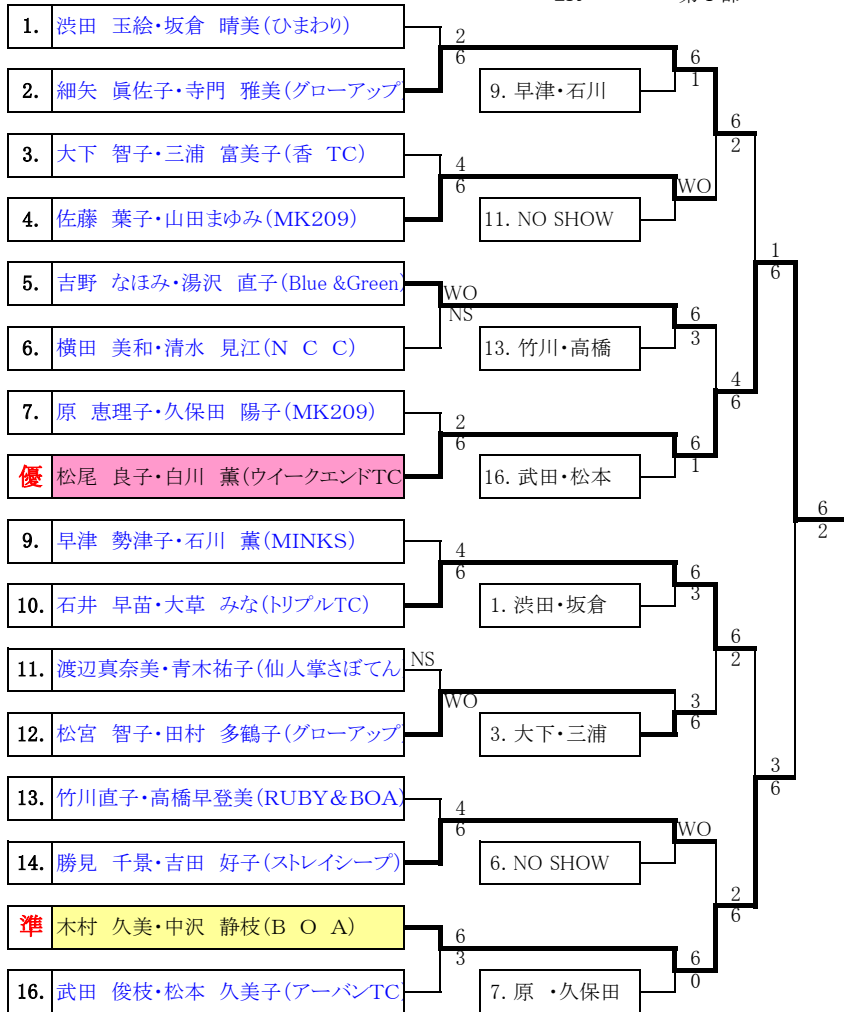 1. 渋田 玉絵・坂倉 晴美(ひまわり)
2
6
6
1
2. 細矢 眞佐子・寺門 雅美(グローアップ)
9. 早津・石川
6
2
3. 大下 智子・三浦 富美子(香 TC)
4
6
WO
4. 佐藤 葉子・山田まゆみ(MK209)
11. NO SHOW
1
6
5. 吉野 なほみ・湯沢 直子(Blue &Green)
WO
NS
6
3
6. 横田 美和・清水 見江(N C C)
13. 竹川・高橋
4
6
7. 原 恵理子・久保田 陽子(MK209)
2
6
6
1
優 松尾 良子・白川 薫(ウイークエンドTC
16. 武田・松本
6
2
9. 早津 勢津子・石川 薫(MINKS)
4
6
6
3
10. 石井 早苗・大草 みな(トリプルTC)
1. 渋田・坂倉
6
2
11. 渡辺真奈美・青木祐子(仙人掌さぼてん
NS
WO
3
6
12. 松宮 智子・田村 多鶴子(グローアップ)
3. 大下・三浦
3
6
13. 竹川直子・高橋早登美(RUBY&BOA)
4
6
WO
14. 勝見 千景・吉田 好子(ストレイシープ)
6. NO SHOW
2
6
準 木村 久美・中沢 静枝(B O A)
6
3
6
0
16. 武田 俊枝・松本 久美子(アーバンTC)
7. 原 ・久保田